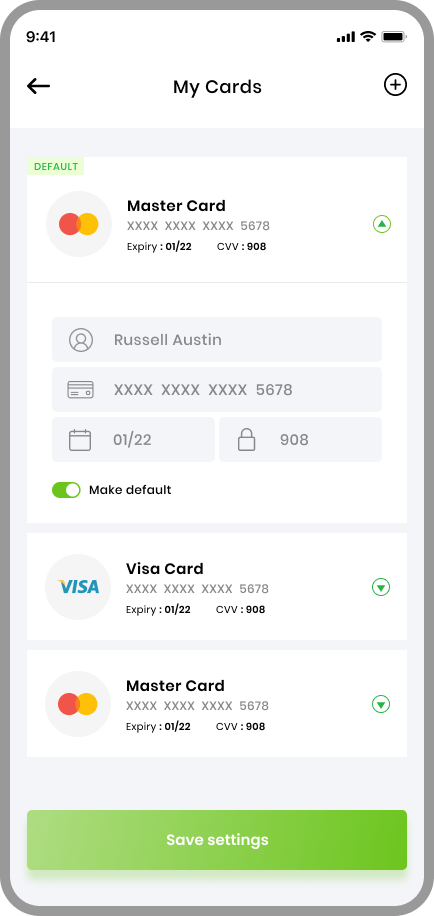 9:41
My Cards
DEFAULT
Master Card
XXXX XXXX XXXX 5678
Expiry : 01/22 CVV : 908
Russell Austin
XXXX XXXX XXXX 5678
01/22 908
Make default
VISA
Visa Card
XXXX XXXX XXXX 5678
Expiry : 01/22 CVV : 908
Master Card
XXXX XXXX XXXX 5678
Expiry : 01/22 CVV : 908
Save settings